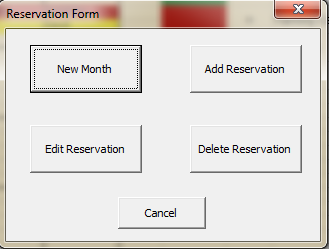 Reservation Form
New Month
Add Reservation
Edit Reservation
Delete Reservation
Cancel